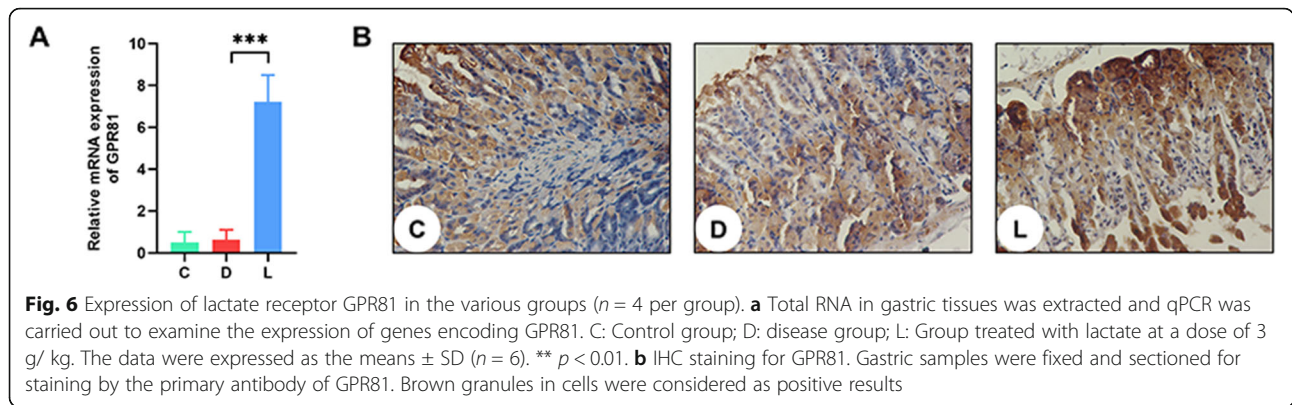 A
B
Relative mRNA expression
of GPR81
10
8
6
4
2
0
***
C
D
L
C
D
L
Fig. 6 Expression of lactate receptor GPR81 in the various groups (n = 4 per group). a Total RNA in gastric tissues was extracted and qPCR was
carried out to examine the expression of genes encoding GPR81. C: Control group; D: disease group; L: Group treated with lactate at a dose of 3
g/ kg. The data were expressed as the means ± SD (n = 6). ** p < 0.01. b IHC staining for GPR81. Gastric samples were fixed and sectioned for
staining by the primary antibody of GPR81. Brown granules in cells were considered as positive results